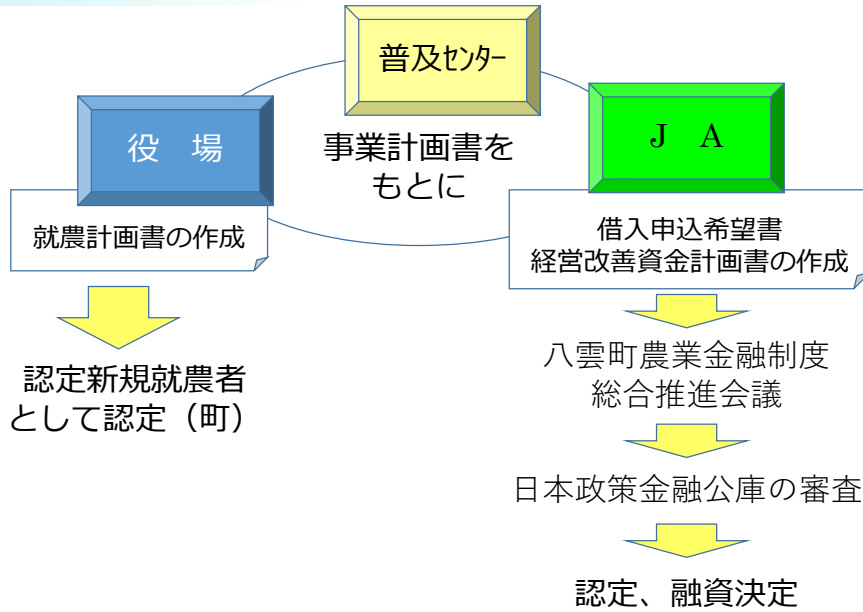 普及ｾﾝﾀｰ
役　場
Ｊ　Ａ
事業計画書を
もとに
就農計画書の作成
借入申込希望書
経営改善資金計画書の作成
認定新規就農者
として認定（町）
八雲町農業金融制度
総合推進会議
日本政策金融公庫の審査
認定、融資決定